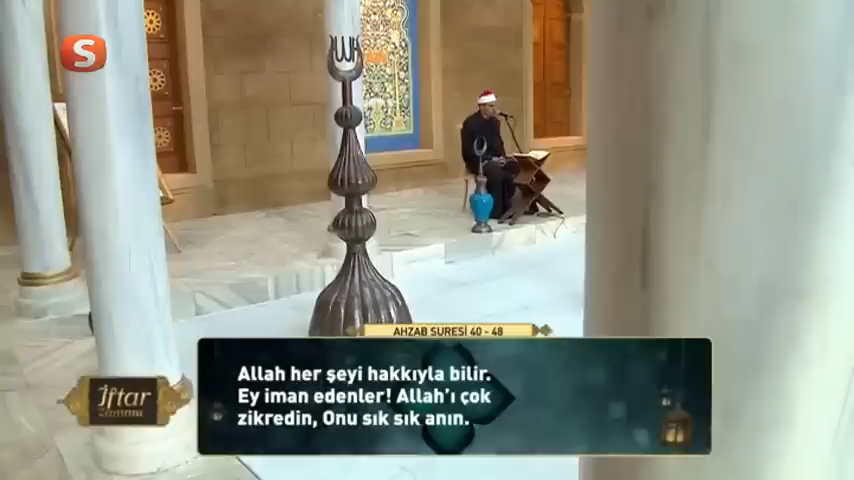 S
AHZAB SURESİ 40 - 48
Allah her şeyi hakkıyla bilir.
Ey iman edenler! Allah'ı çok
zikredin, Onu sık sık anın.
İftar
zamanı